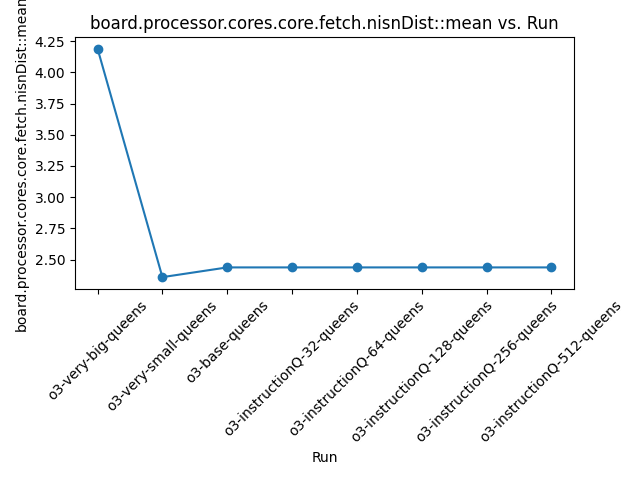 board.processor.cores.core.fetch.nisnDist::mean vs. Run
board.processor.cores.core.fetch.nisnDist::mean
4.25
4.00
3.75
3.50
3.25
3.00
2.75
2.50
o3-very-big-queens
o3-very-small-queens
o3-base-queens
o3-instructionQ-32-queens
o3-instructionQ-64-queens
o3-instructionQ-128-queens
o3-instructionQ-256-queens
o3-instructionQ-512-queens
Run